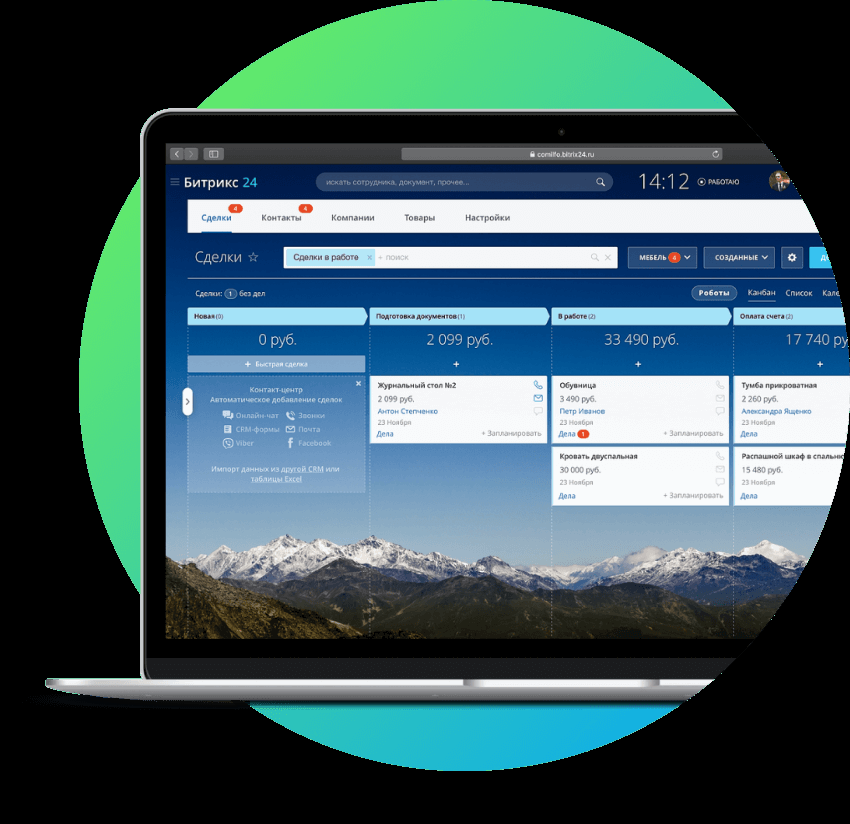 comilfo.bitrix24.ru
Битрикс 24
искать сотрудника, документ, прочее...
14:12
РАБОТАЮ
Сделки 4
Контакты 4
Компании
Товары
Настройки
Сделки
Сделки в работе × + поиск
МЕБЕЛЬ 4
СОЗДАННЫЕ
Сделки: 1 без дел
Роботы
Канбан
Список
Кале
Новая (0)
0 руб.
+ Быстрая сделка
Контакт-центр
Автоматическое добавление сделок
Онлайн-чат Звонки
CRM-формы Почта
Viber Facebook
Импорт данных из другой CRM или
таблицы Excel
Подготовка документов (1)
2 099 руб.
+
Журнальный стол №2
2 099 руб.
Антон Степченко
23 Ноября
Дела + Запланировать
В работе (2)
33 490 руб.
+
Обувница
3 490 руб.
Петр Иванов
23 Ноября
Дела 1 + Запланировать
Кровать двуспальная
30 000 руб.
23 Ноября
Дела + Запланировать
Оплата счета (2)
17 740 ру
+
Тумба прикроватная
2 260 руб.
Александра Ященко
23 Ноября
Дела
Распашной шкаф в спальню
15 480 руб.
23 Ноября
Дела